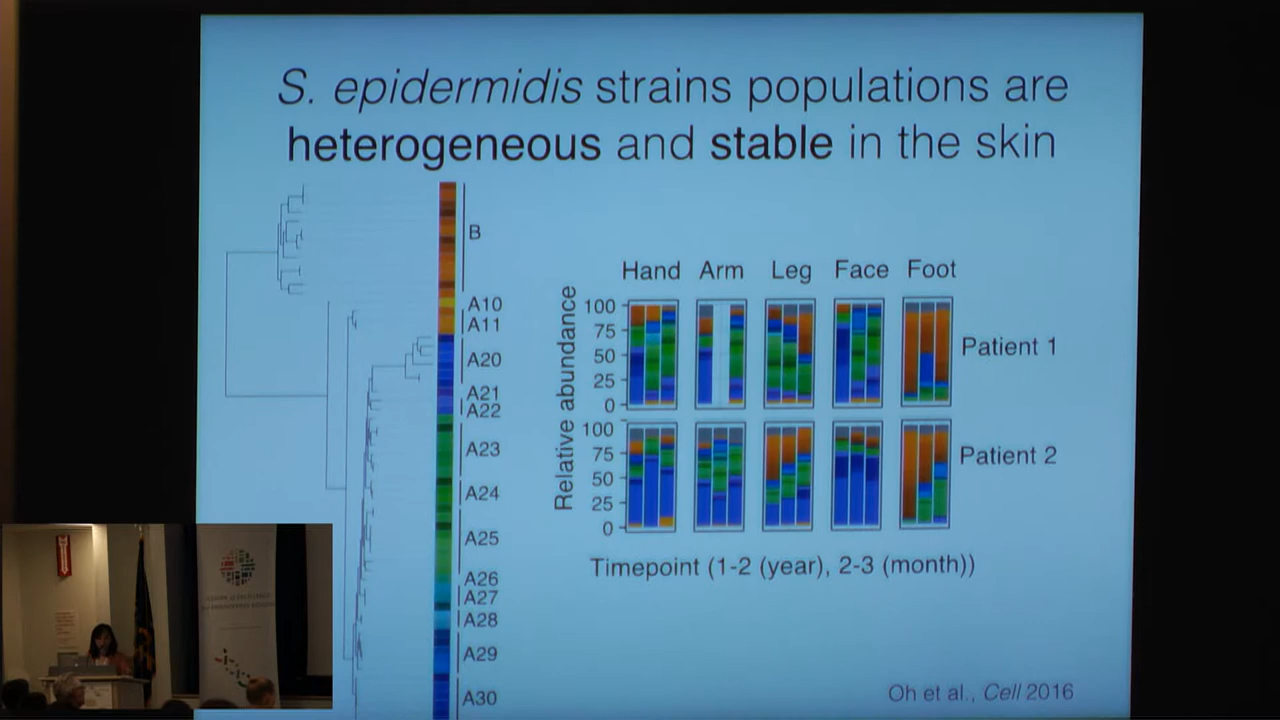 S. epidermidis strains populations are
heterogeneous and stable in the skin
B
A10
A11
A20
A21
A22
A23
A24
A25
A26
A27
A28
A29
A30
Hand Arm Leg Face Foot
Relative abundance
100
75
50
25
0
Patient 1
100
75
50
25
0
Patient 2
Timepoint (1-2 (year), 2-3 (month))
Oh et al., Cell 2016